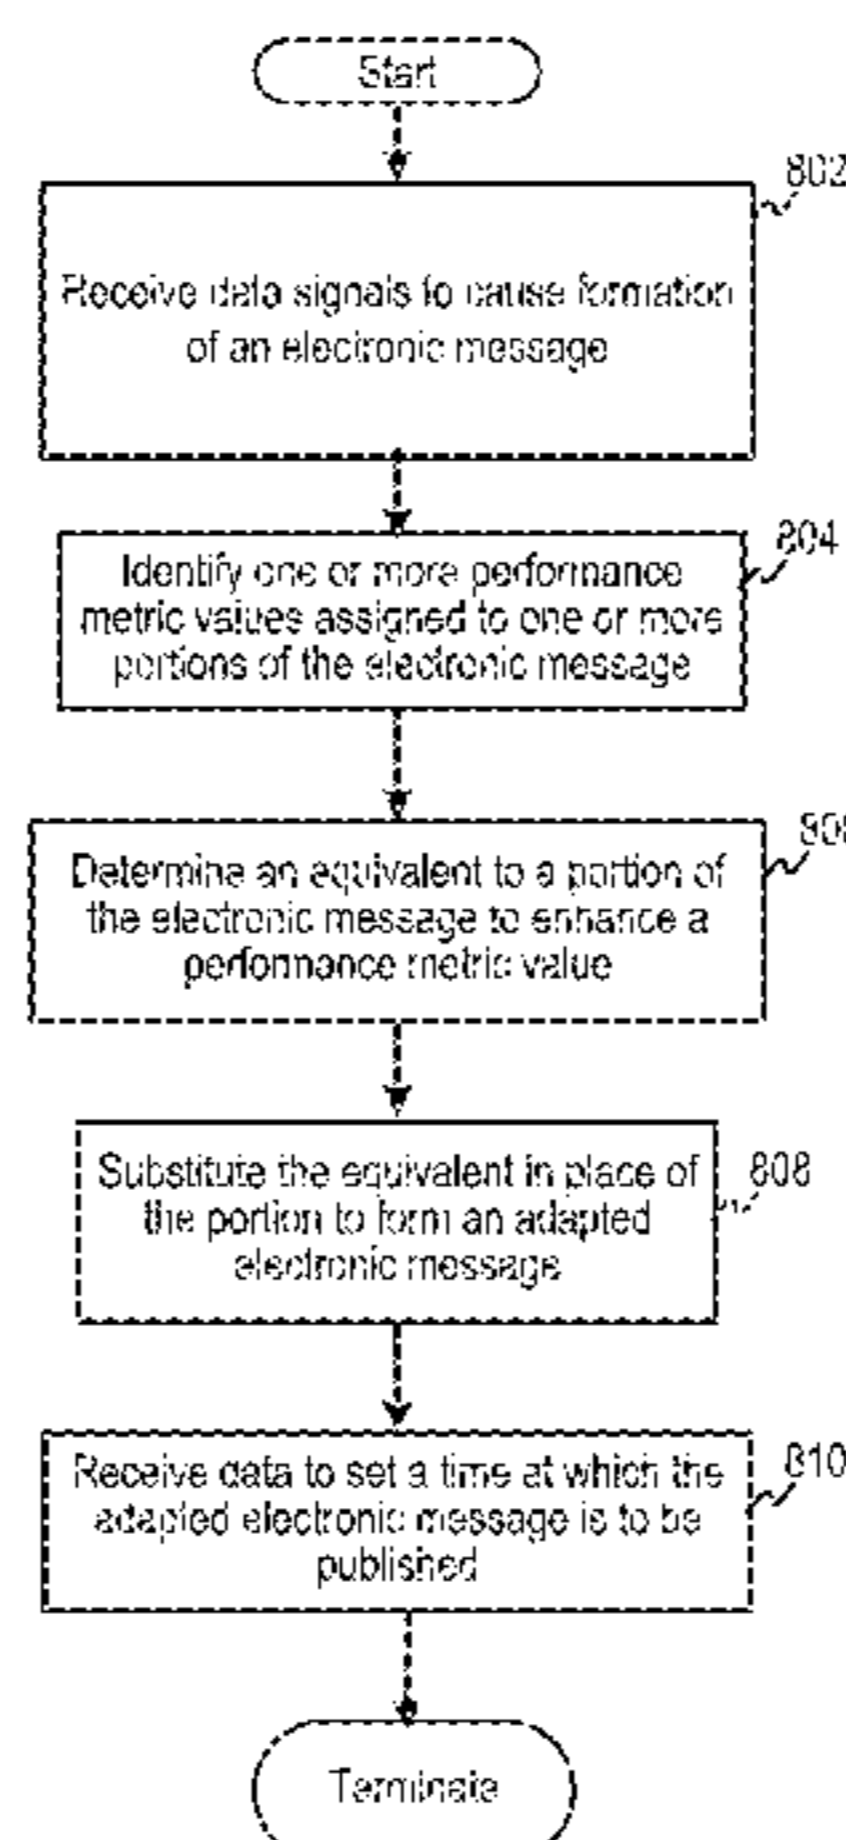 Start
802
Receive data signals to cause formation
of an electronic message
804
Identify one or more performance
metric values assigned to one or more
portions of the electronic message
Determine an equivalent to a portion of
the electronic message to enhance a
performance metric value
808
Substitute the equivalent in place of
the portion to form an adapted
electronic message
810
Receive data to set a time at which the
adapted electronic message is to be
published
Terminate